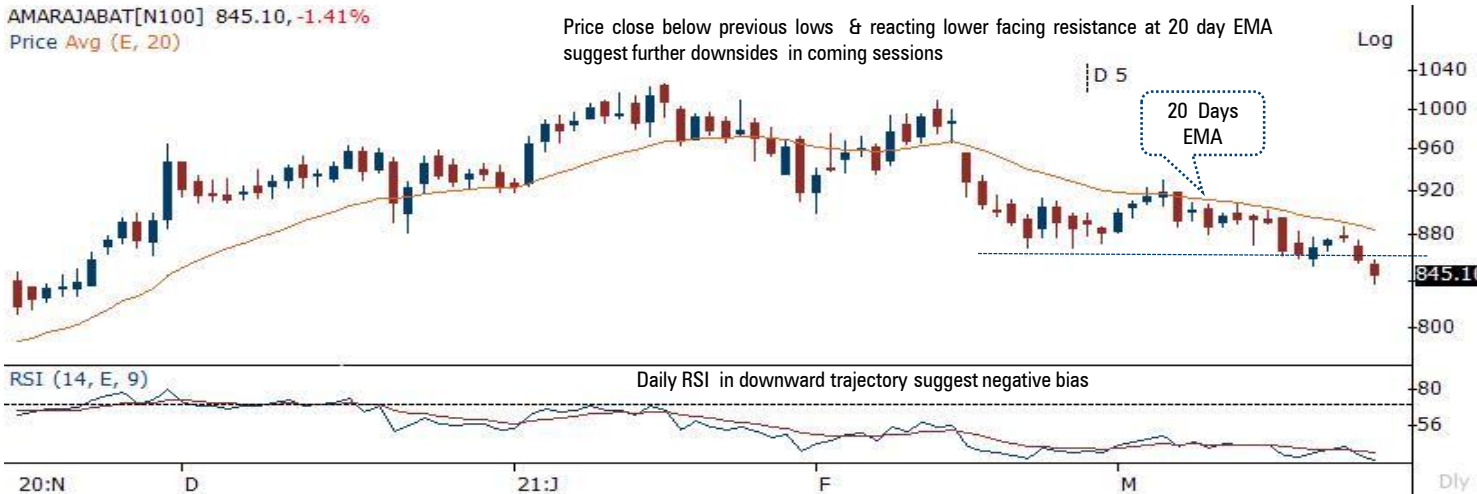 AMARAJABAT[N100] 845.10, -1.41%
Price Avg (E, 20)
Price close below previous lows & reacting lower facing resistance at 20 day EMA
suggest further downsides in coming sessions
Log
D 5
20 Days
EMA
1040
1000
960
920
880
845.10
800
RSI (14, E, 9)
Daily RSI in downward trajectory suggest negative bias
80
56
20:N D 21:J F M Dly